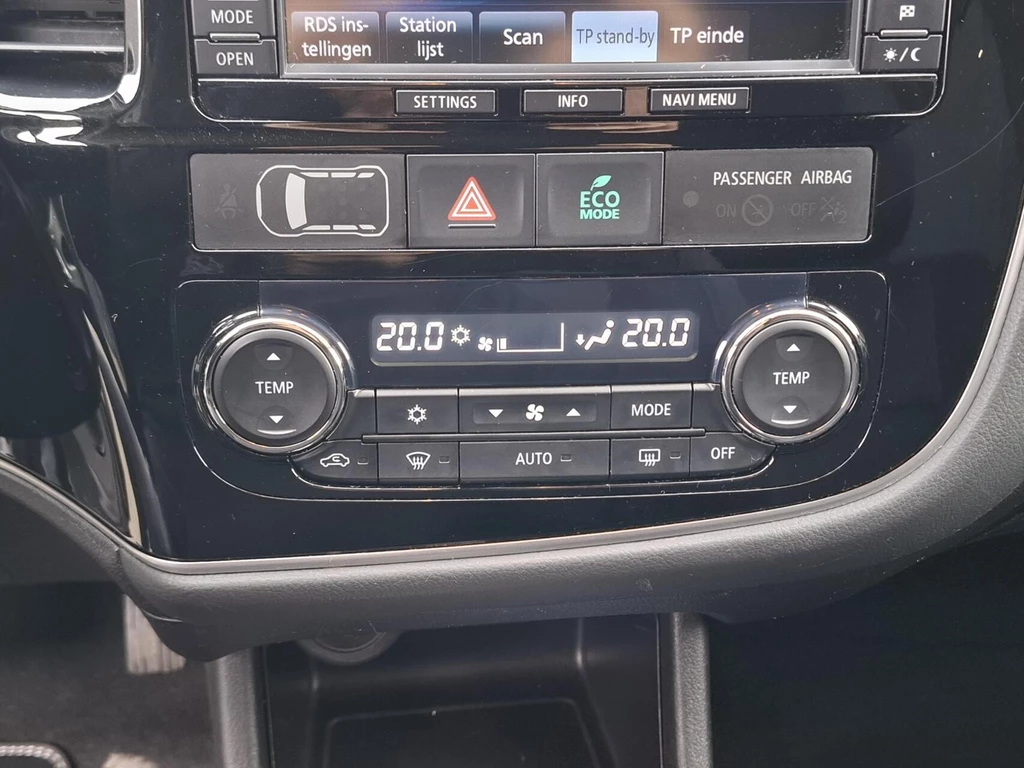 MODE
OPEN
RDS ins-
tellingen
Station
lijst
Scan
TP stand-by
TP einde
SETTINGS
INFO
NAVI MENU
ECO
MODE
PASSENGER AIRBAG
ON OFF
20.0 20.0
TEMP
TEMP
MODE
AUTO
OFF